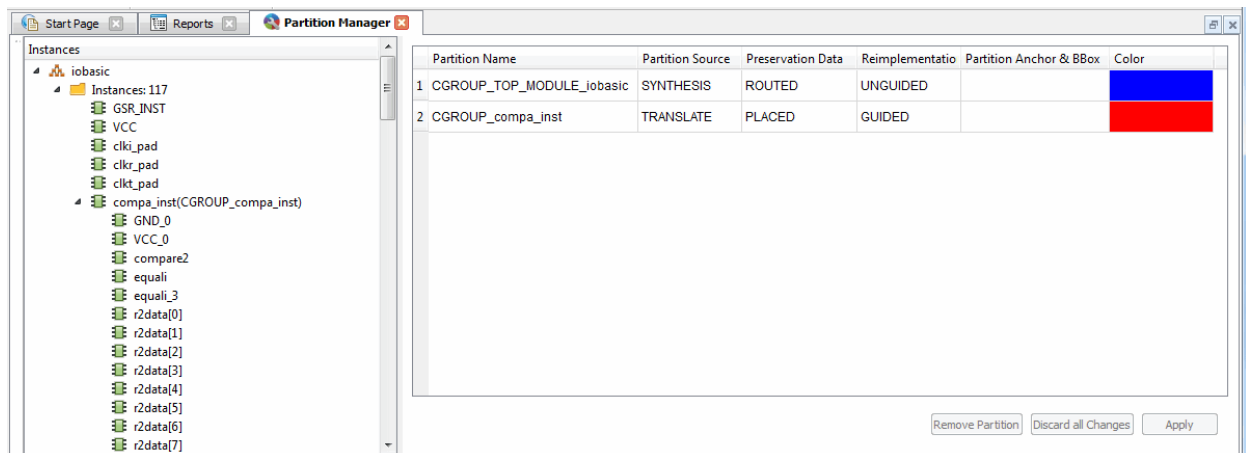 Start Page Reports Partition Manager
Instances
iobasic
Instances: 117
GSR_INST
VCC
clki_pad
clkr_pad
clkt_pad
compa_inst(CGROUP_compa_inst)
GND_0
VCC_0
compare2
equali
equali_3
r2data[0]
r2data[1]
r2data[2]
r2data[3]
r2data[4]
r2data[5]
r2data[6]
r2data[7]
Partition Name Partition Source Preservation Data Reimplementatio Partition Anchor & BBox Color
1 CGROUP_TOP_MODULE_iobasic SYNTHESIS ROUTED UNGUIDED
2 CGROUP_compa_inst TRANSLATE PLACED GUIDED
Remove Partition Discard all Changes Apply